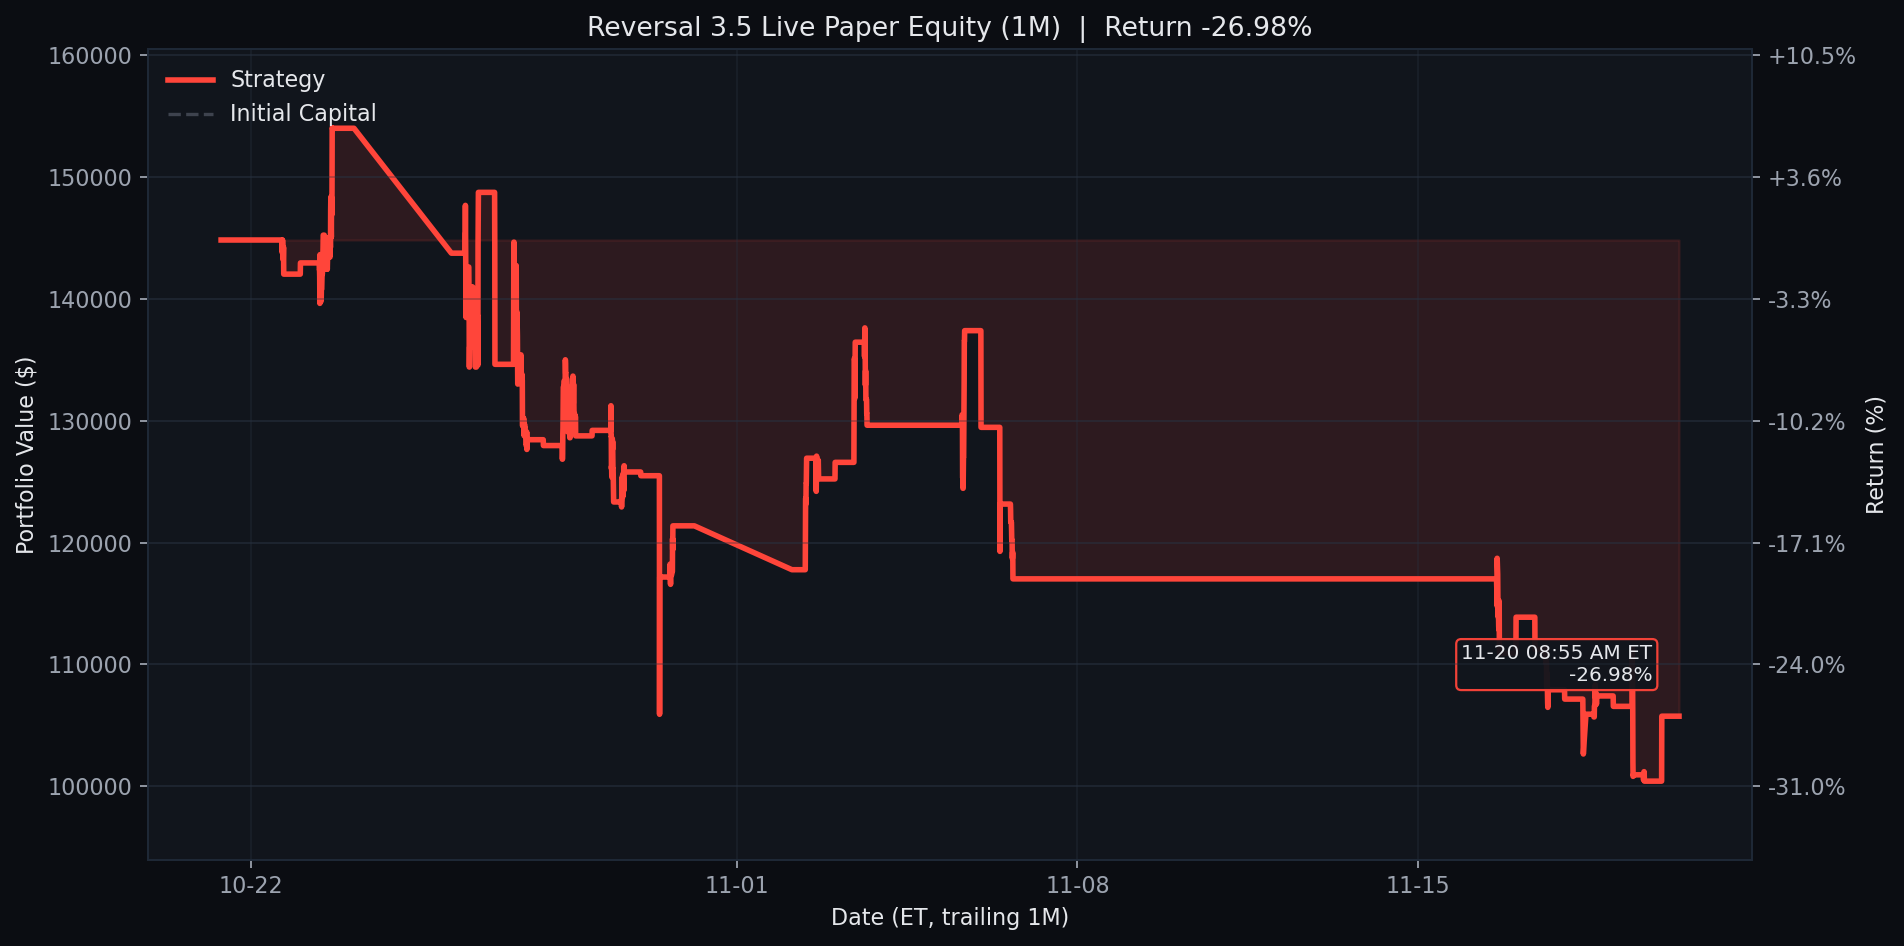 Reversal 3.5 Live Paper Equity (1M)  |  Return -26.98%
Strategy
Initial Capital
160000
150000
140000
130000
120000
110000
100000
Portfolio Value ($)
+10.5%
+3.6%
-3.3%
-10.2%
-17.1%
-24.0%
-31.0%
Return (%)
11-20 08:55 AM ET
-26.98%
10-22
11-01
11-08
11-15
Date (ET, trailing 1M)